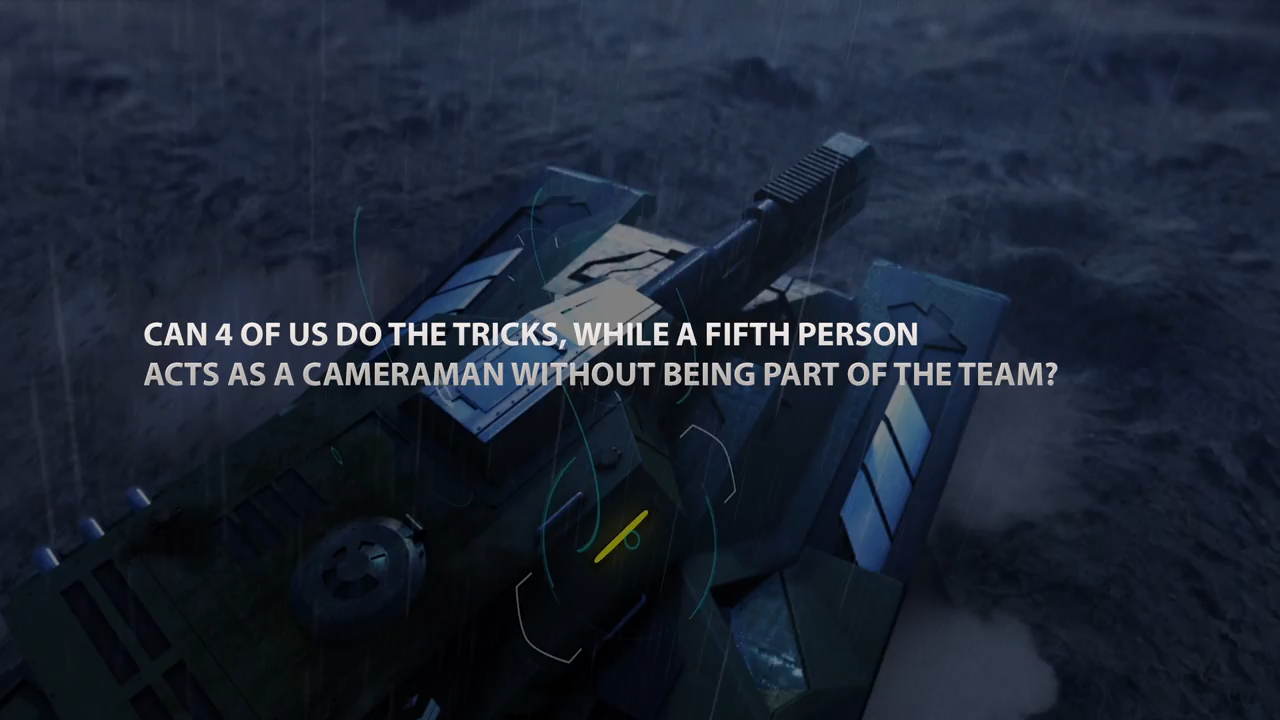 CAN 4 OF US DO THE TRICKS, WHILE A FIFTH PERSON
ACTS AS A CAMERAMAN WITHOUT BEING PART OF THE TEAM?